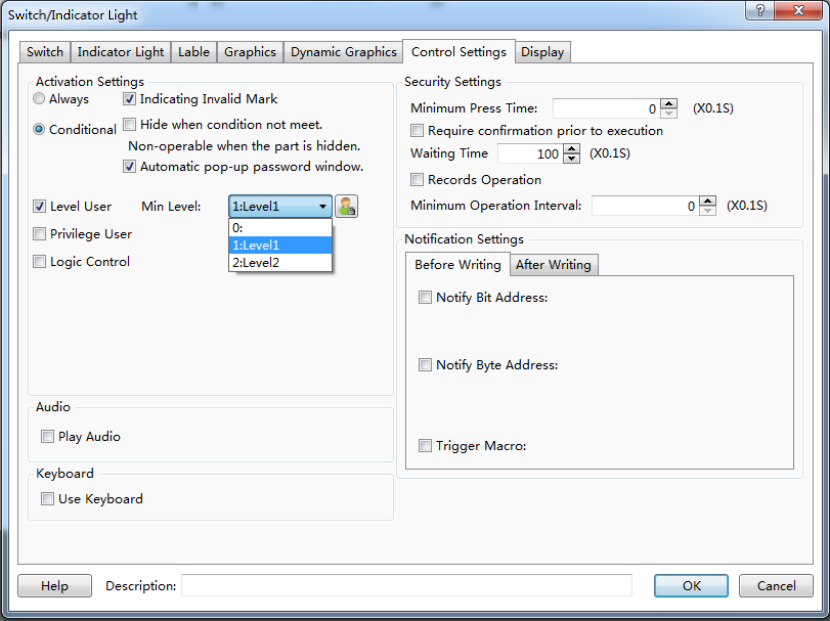 Switch/Indicator Light
?
Switch Indicator Light Lable Graphics Dynamic Graphics Control Settings Display
Activation Settings
Always
Indicating Invalid Mark
Conditional
Hide when condition not meet.
Non-operable when the part is hidden.
Automatic pop-up password window.
Level User Min Level: 1:Level1
0:
1:Level1
2:Level2
Privilege User
Logic Control
Audio
Play Audio
Keyboard
Use Keyboard
Security Settings
Minimum Press Time: 0 (X0.1S)
Require confirmation prior to execution
Waiting Time 100 (X0.1S)
Records Operation
Minimum Operation Interval: 0 (X0.1S)
Notification Settings
Before Writing After Writing
Notify Bit Address:
Notify Byte Address:
Trigger Macro:
Help Description: OK Cancel